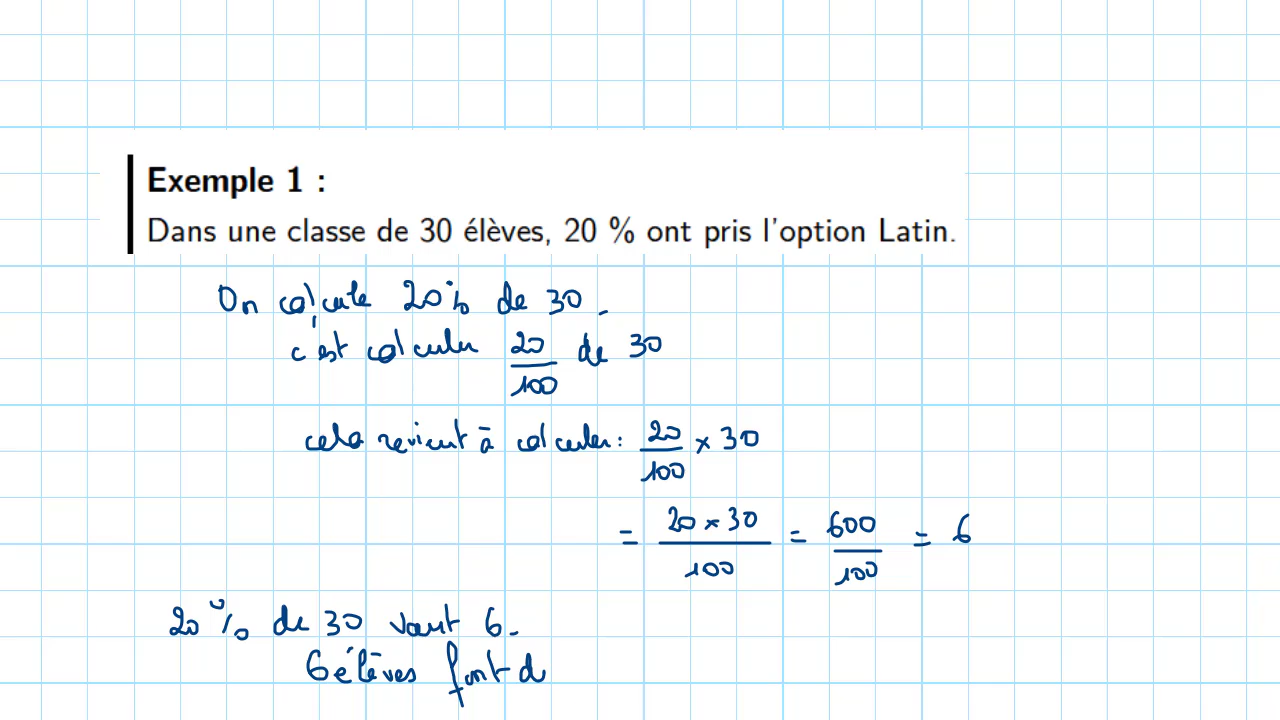 Exemple 1 :
Dans une classe de 30 élèves, 20 % ont pris l'option Latin.
On calcule 20% de 30.
c'est calculer 20/100 de 30
cela revient à calculer : 20/100 × 30
= 20 × 30 / 100 = 600/100 = 6
20% de 30 vaut 6.
6 élèves font d